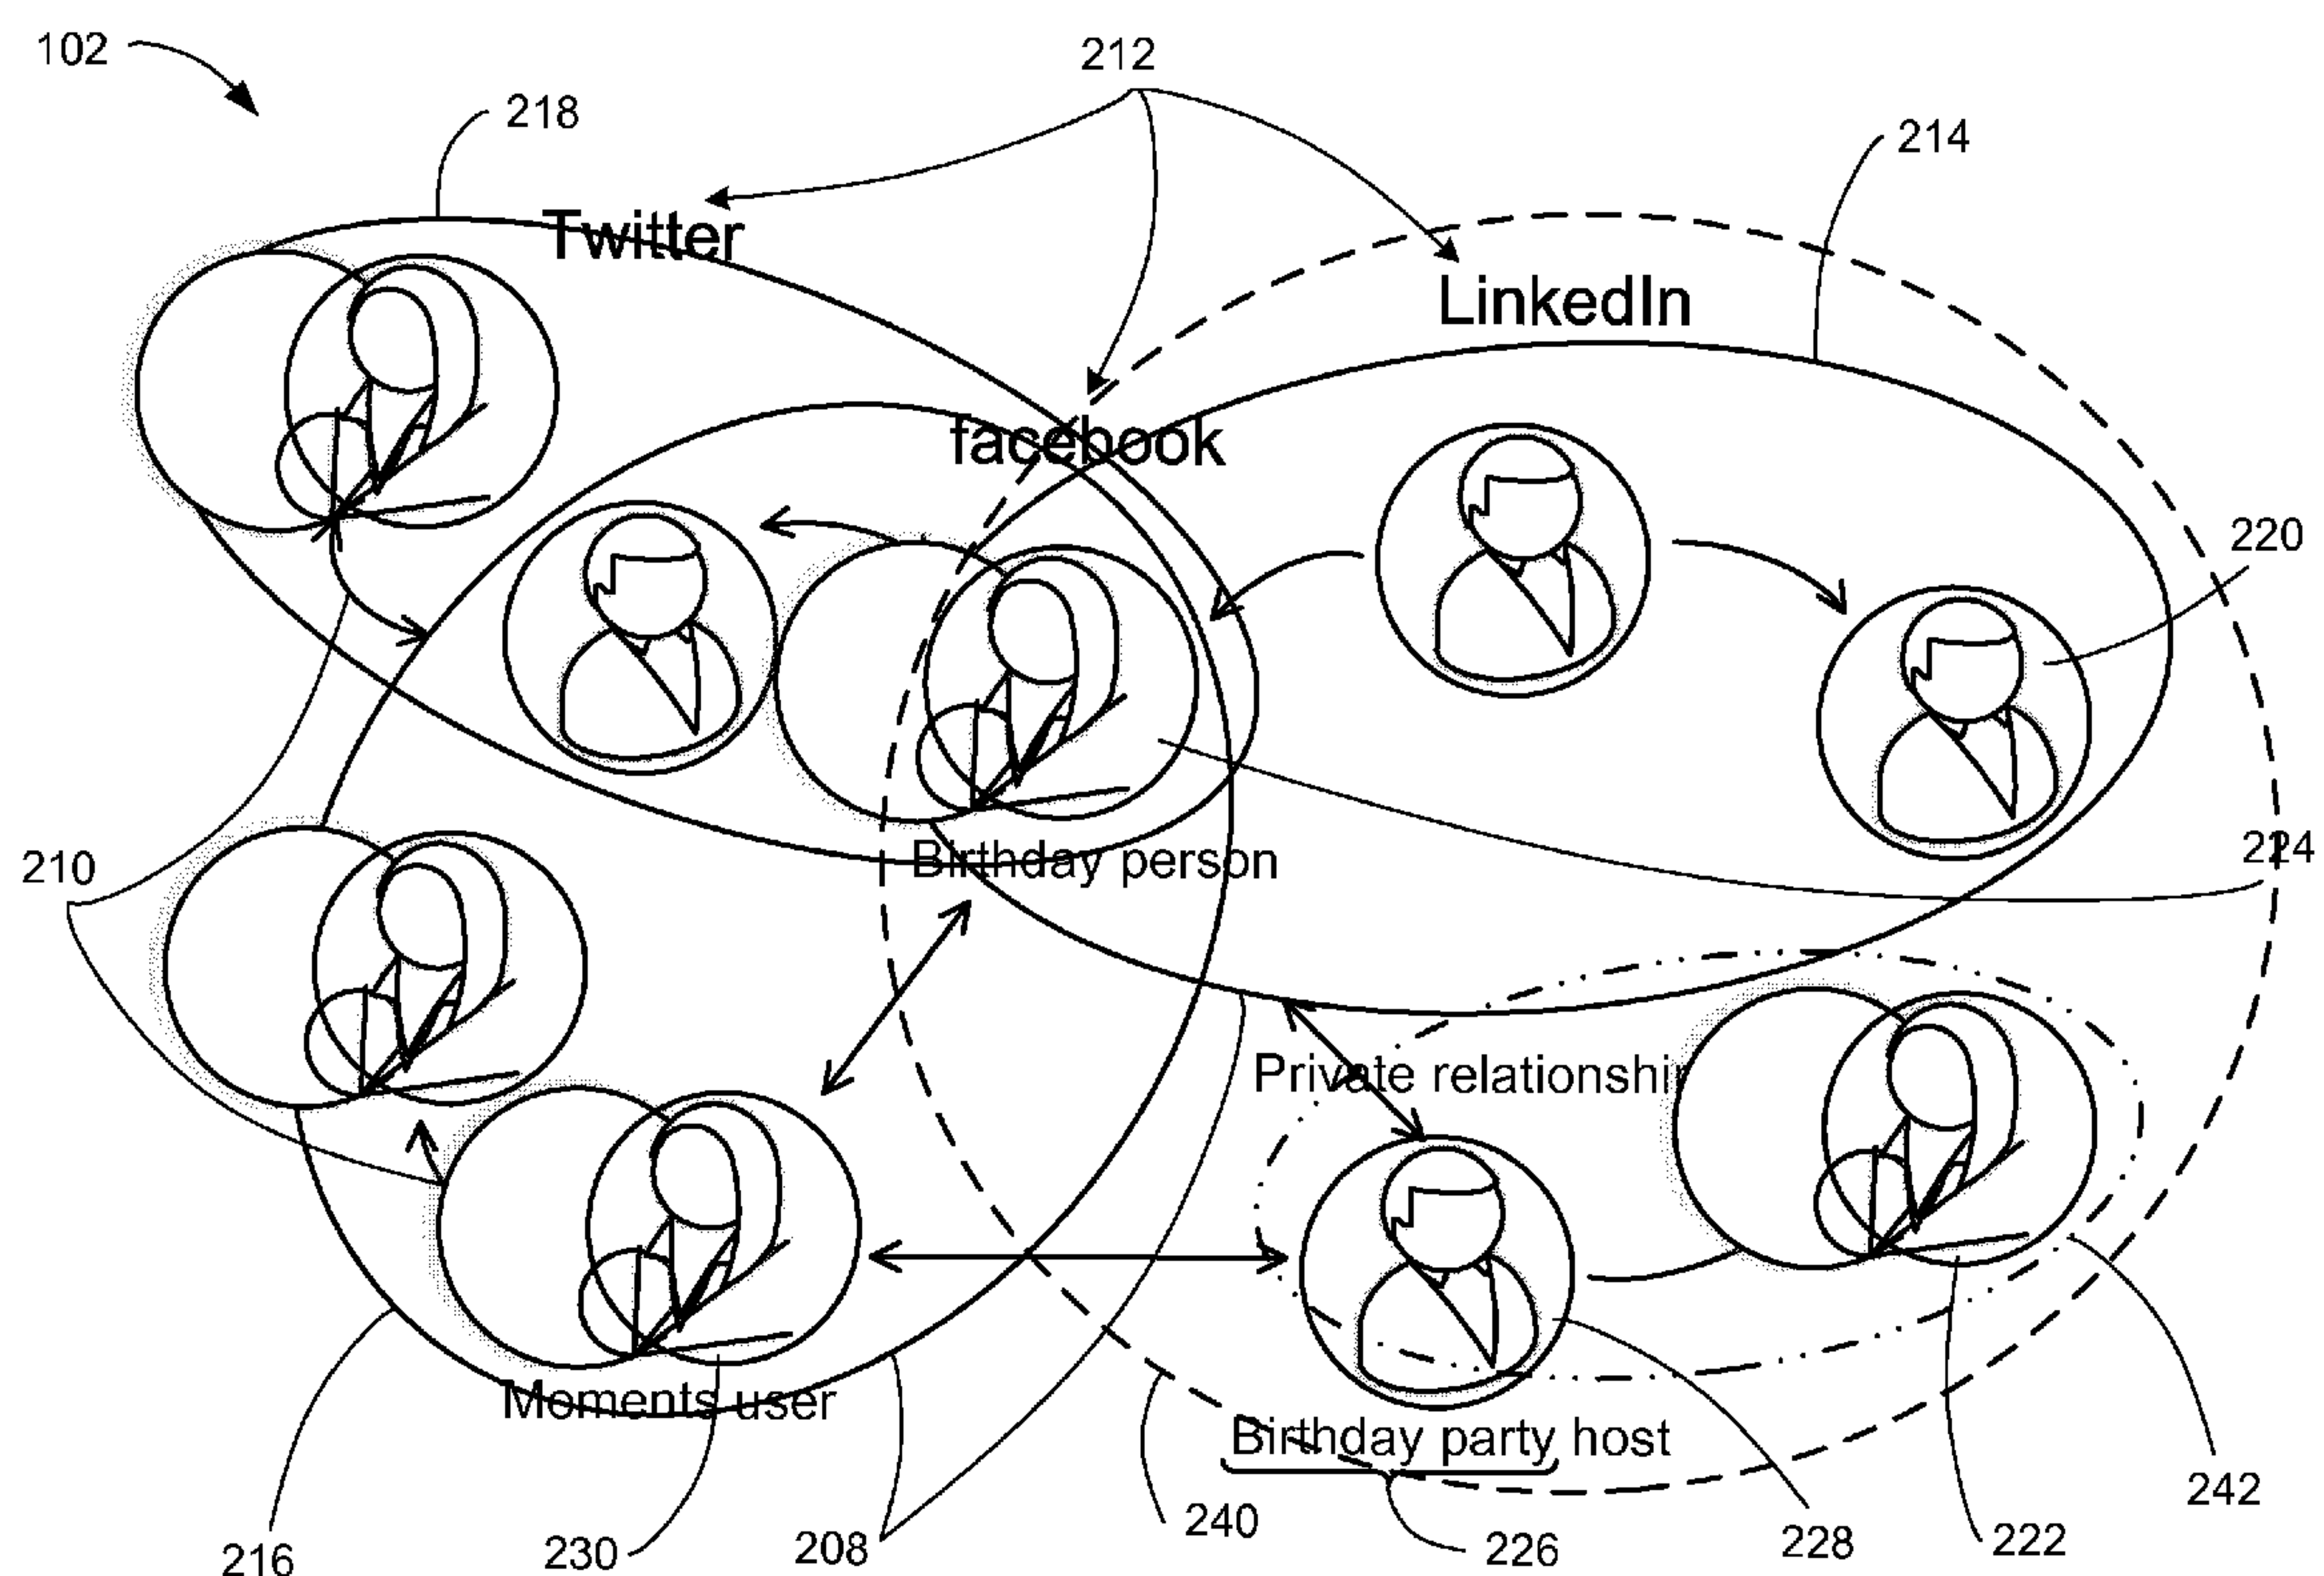 102
212
218
214
Twitter
LinkedIn
facebook
220
224
Birthday person
210
Private relationship
Moments user
Birthday party host
242
240
216
230
208
226
228
222